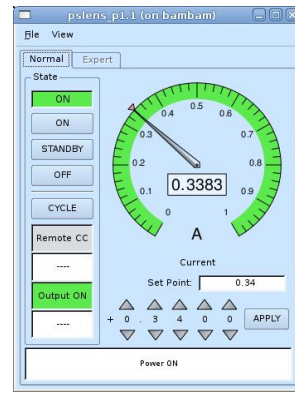 pslens_p1.1 (on bambam)
File View
Normal Expert
State
ON
ON
STANDBY
OFF
CYCLE
Remote CC
----
Output ON
----
0 0.1 0.2 0.3 0.4 0.5 0.6 0.7 0.8 0.9 1
0.3383
A
Current
Set Point: 0.34
+ 0 . 3 4 0 0 APPLY
Power ON